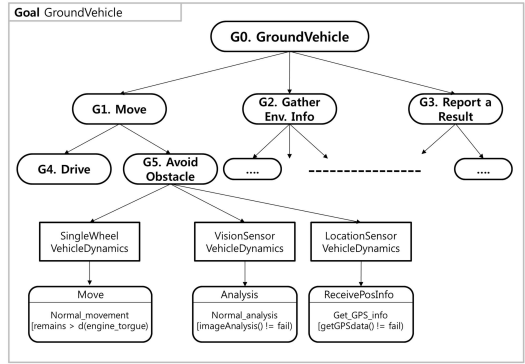 Goal GroundVehicle
G0. GroundVehicle
G1. Move
G2. Gather
Env. Info
G3. Report a
Result
G4. Drive
G5. Avoid
Obstacle
....
....
SingleWheel
VehicleDynamics
VisionSensor
VehicleDynamics
LocationSensor
VehicleDynamics
Move
Normal_movement
[remains > d(engine_torgue)
Analysis
Normal_analysis
[imageAnalysis() != fail)
ReceivePosInfo
Get_GPS_info
[getGPSdata() != fail)